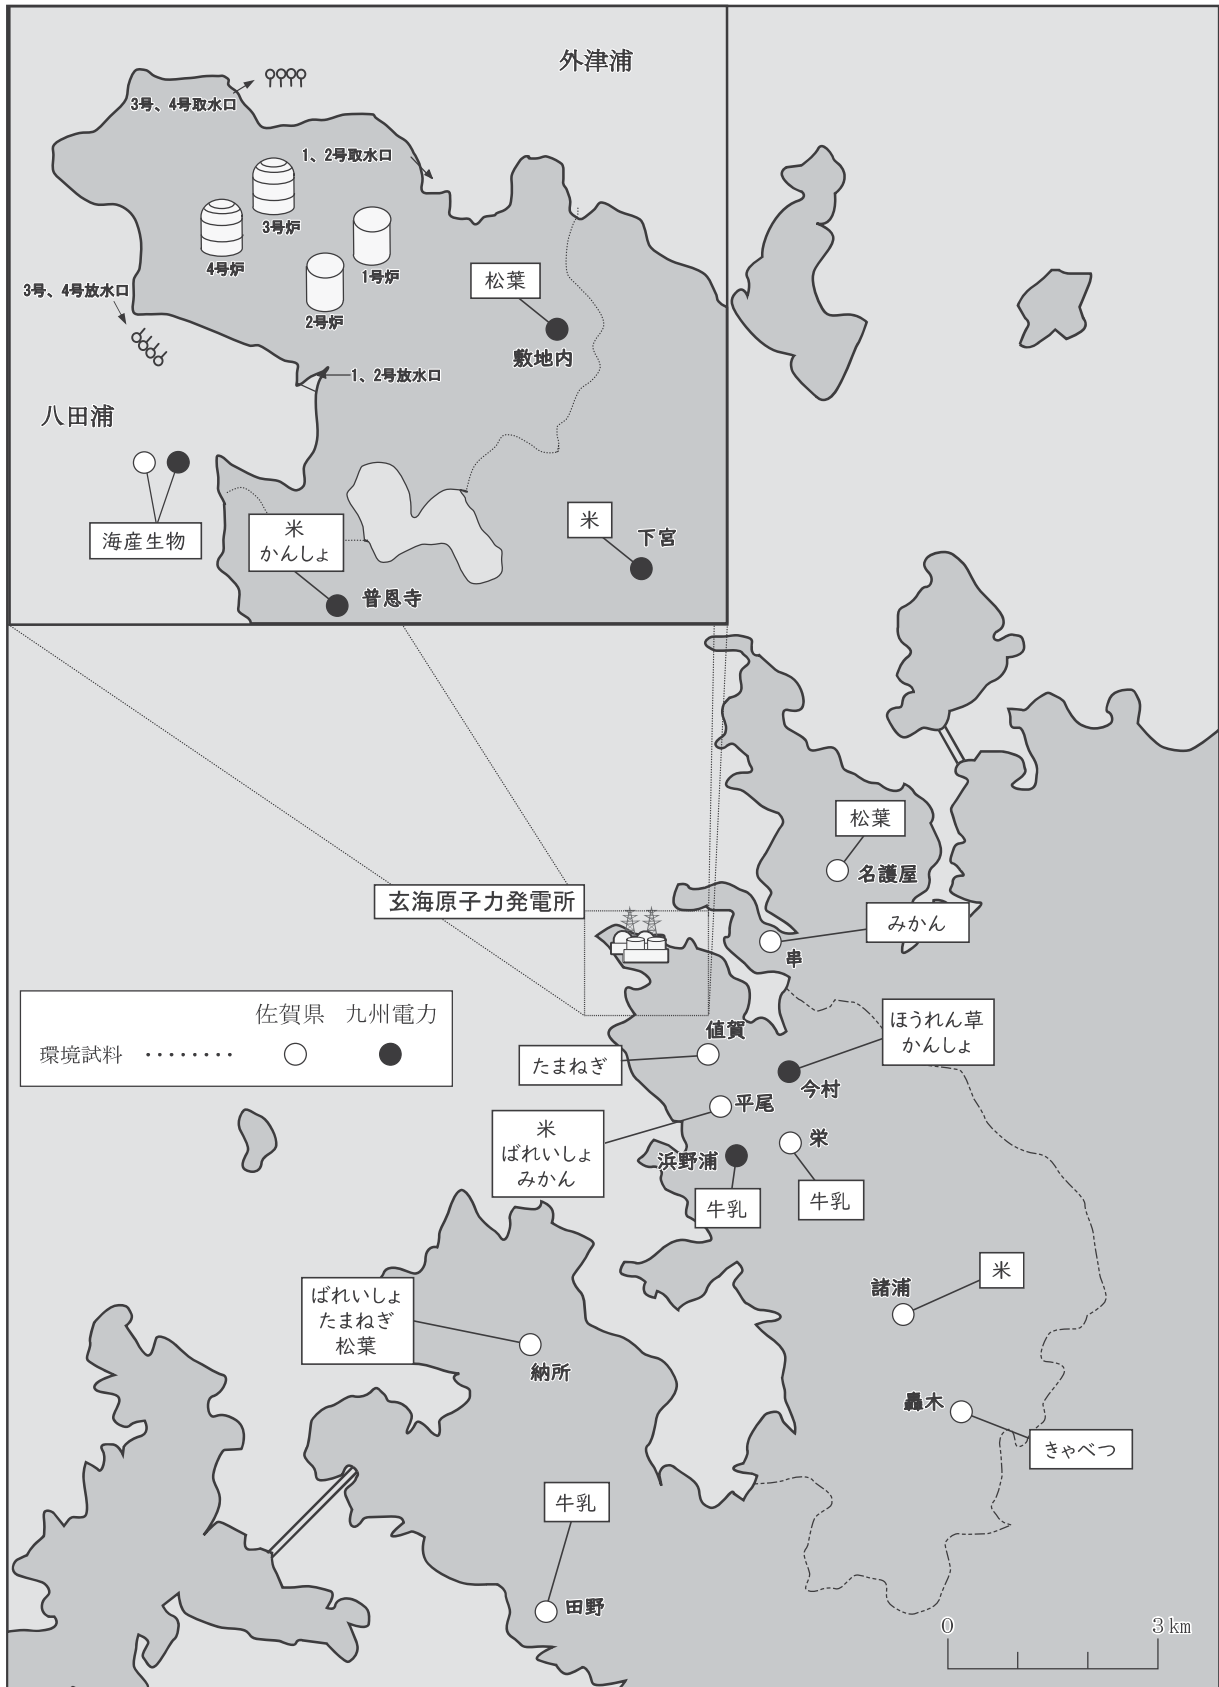 外津浦
3号、4号取水口
1、2号取水口
3号炉
4号炉
1号炉
2号炉
松葉
敷地内
3号、4号放水口
1、2号放水口
八田浦
海産生物
米
かんしょ
普恩寺
米
下宮
松葉
名護屋
玄海原子力発電所
みかん
串
佐賀県 九州電力
環境試料 ・・・・・・・・
値賀
たまねぎ
ほうれん草
かんしょ
今村
平尾
米
ばれいしょ
みかん
栄
浜野浦
牛乳
牛乳
諸浦
米
ばれいしょ
たまねぎ
松葉
納所
轟木
きゃべつ
牛乳
田野
0 3km